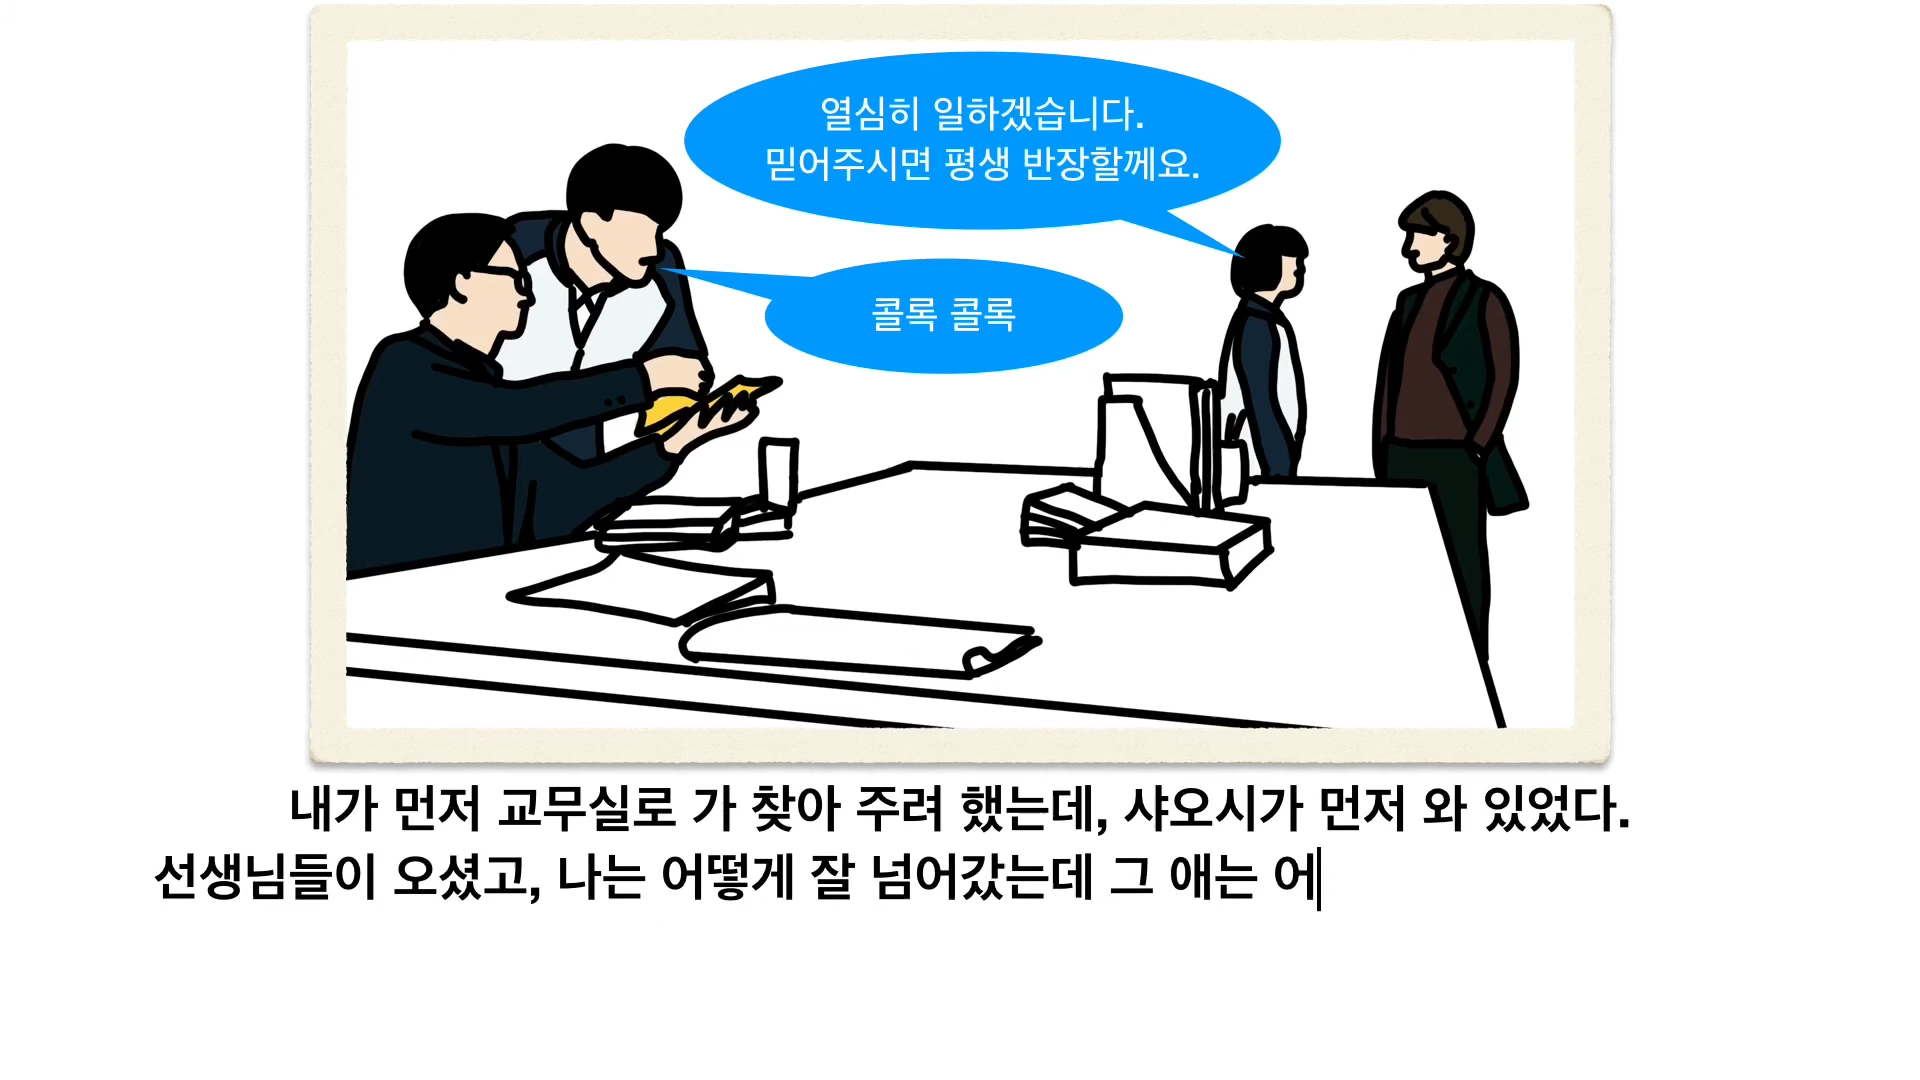 열심히 일하겠습니다.
믿어주시면 평생 반장할께요.
콜록 콜록
내가 먼저 교무실로 가 찾아 주려 했는데, 샤오시가 먼저 와 있었다.
선생님들이 오셨고, 나는 어떻게 잘 넘어갔는데 그 애는 어